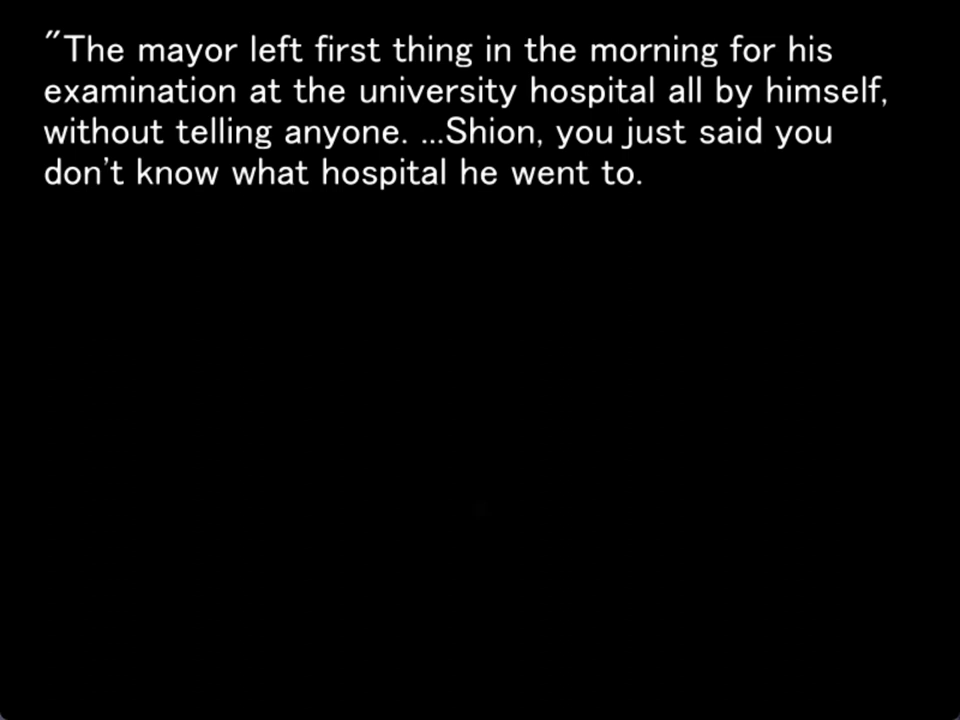 "The mayor left first thing in the morning for his
examination at the university hospital all by himself,
without telling anyone. ...Shion, you just said you
don't know what hospital he went to.